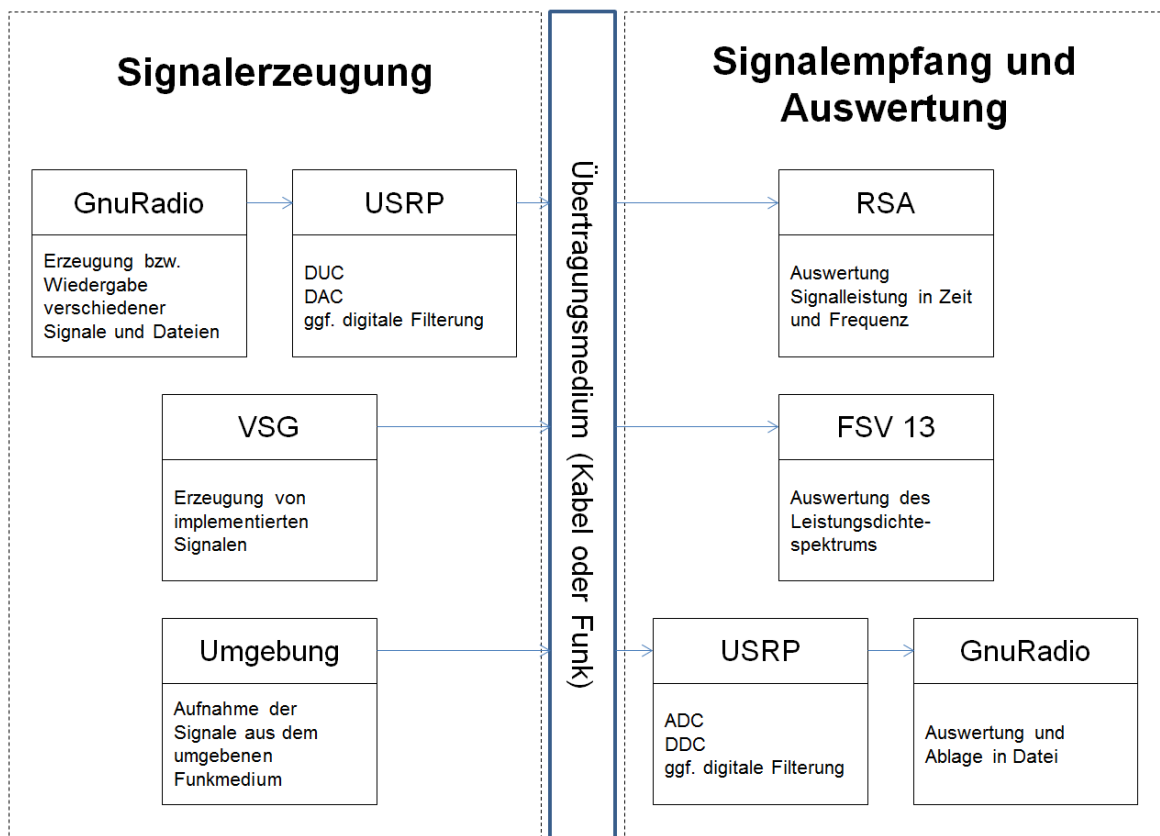 Signalerzeugung
Signalempfang und
Auswertung
GnuRadio
Erzeugung bzw.
Wiedergabe
verschiedener
Signale und Dateien
USRP
DUC
DAC
ggf. digitale Filterung
VSG
Erzeugung von
implementierten
Signalen
Umgebung
Aufnahme der
Signale aus dem
umgebenen
Funkmedium
Übertragungsmedium (Kabel oder Funk)
RSA
Auswertung
Signalleistung in Zeit
und Frequenz
FSV 13
Auswertung des
Leistungsdichte-
spektrums
USRP
ADC
DDC
ggf. digitale Filterung
GnuRadio
Auswertung und
Ablage in Datei